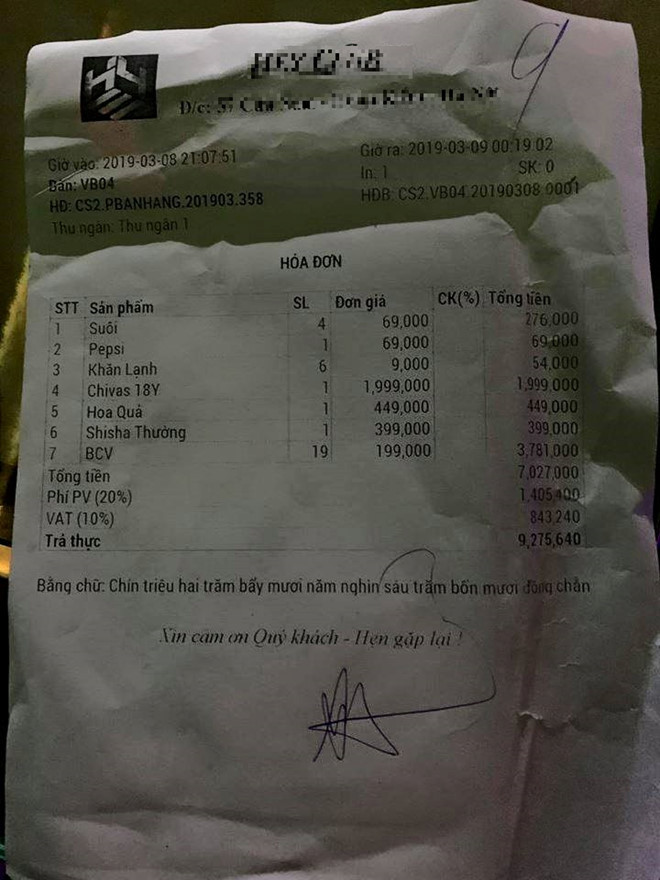 9
Đ/c: 57
Giờ vào: 2019-03-08 21:07:51 Giờ ra: 2019-03-09 00:19:02
Bàn: VB04 In: 1 SK: 0
HĐ: CS2.PBANHANG.201903.358 HĐB: CS2.VB04.20190308.0001
Thu ngân: Thu ngân 1
HÓA ĐƠN
STT Sản phẩm SL Đơn giá CK(%) Tổng tiền
1 Suối 4 69,000 276,000
2 Pepsi 1 69,000 69,000
3 Khăn Lạnh 6 9,000 54,000
4 Chivas 18Y 1 1,999,000 1,999,000
5 Hoa Quả 1 449,000 449,000
6 Shisha Thường 1 399,000 399,000
7 BCV 19 199,000 3,781,000
Tổng tiền 7,027,000
Phí PV (20%) 1,405,400
VAT (10%) 843,240
Trả thực 9,275,640
Bằng chữ: Chín triệu hai trăm bẩy mươi năm nghìn sáu trăm bốn mươi đồng chẵn
Xin cảm ơn Quý khách - Hẹn gặp lại !